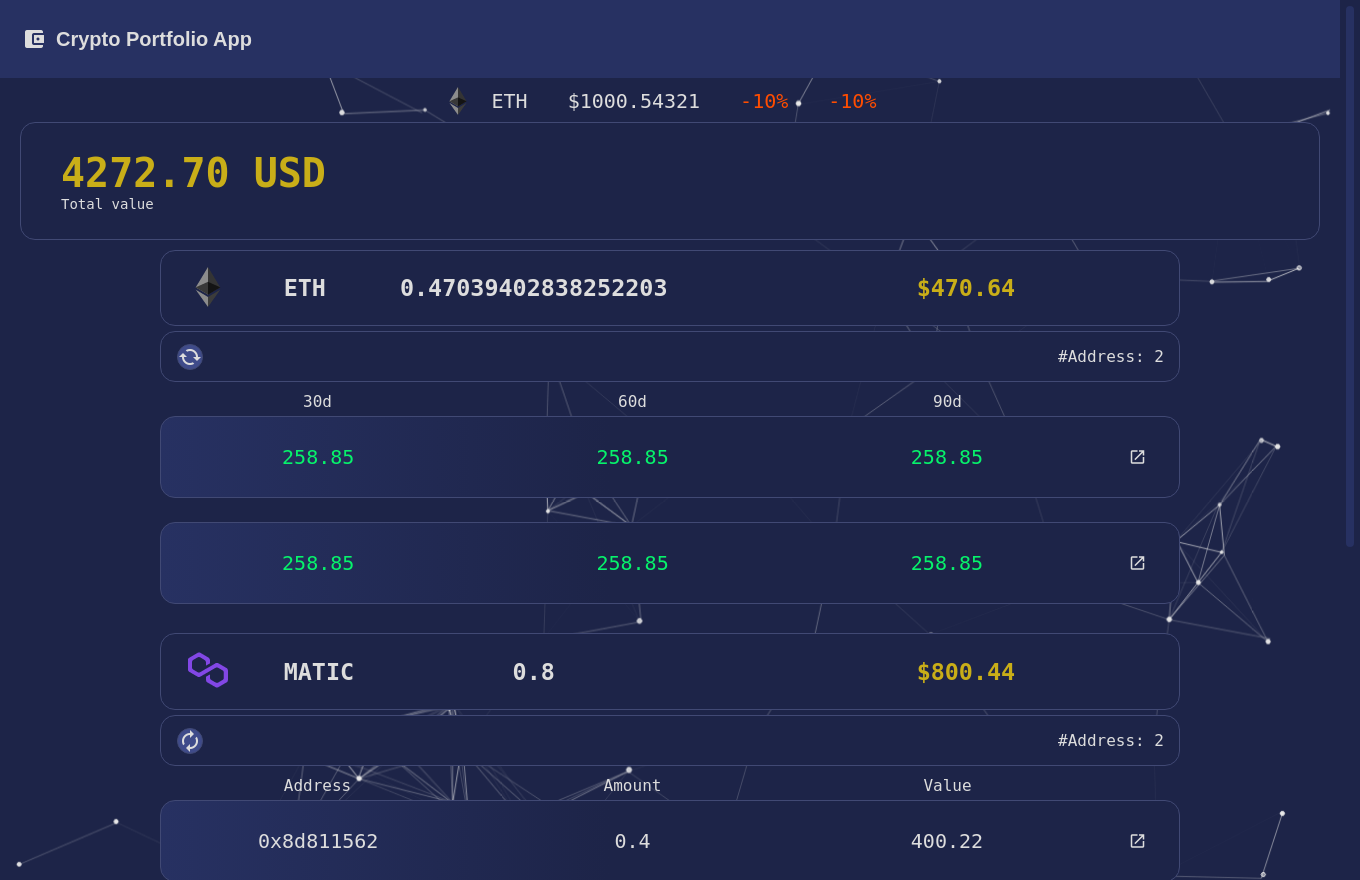 Crypto Portfolio App
ETH $1000.54321 -10% -10%
4272.70 USD
Total value
ETH 0.47039402838252203 $470.64
#Address: 2
30d 60d 90d
258.85 258.85 258.85
258.85 258.85 258.85
MATIC 0.8 $800.44
#Address: 2
Address Amount Value
0x8d811562 0.4 400.22